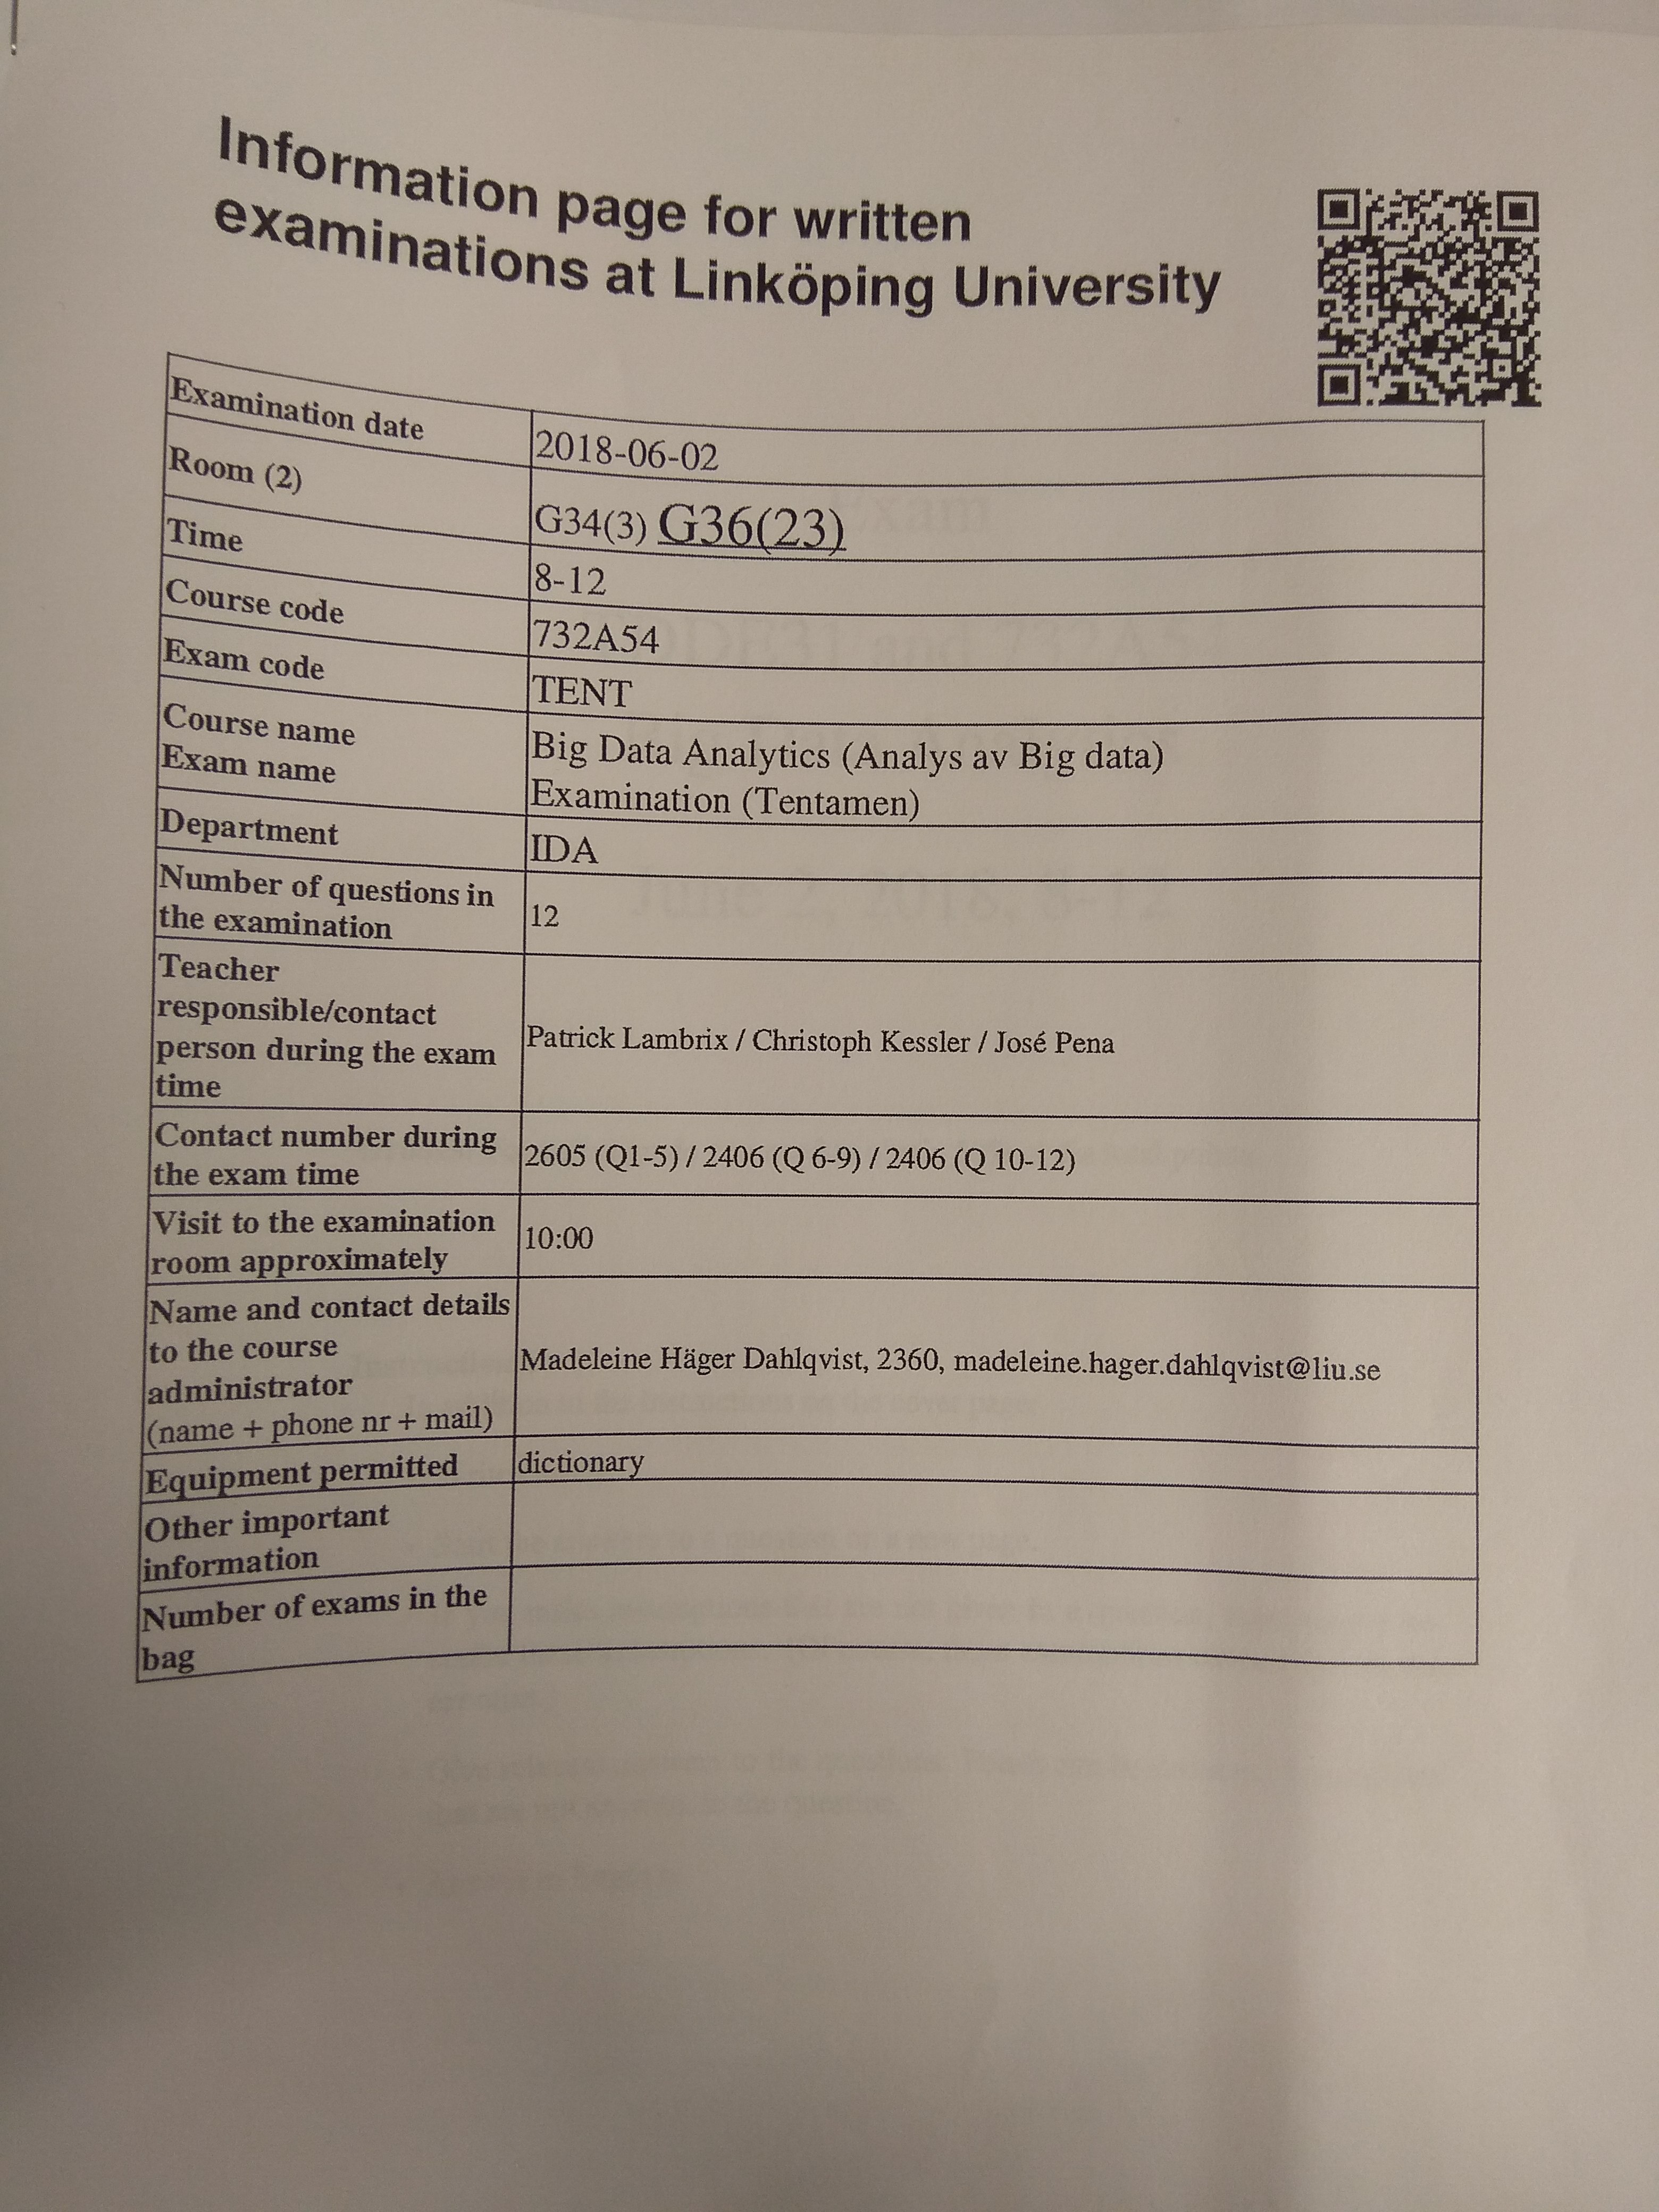 Information page for written
examinations at Linköping University
Examination date
2018-06-02
Room (2)
G34(3) G36(23)
Time
8-12
Course code
732A54
Exam code
TENT
Course name
Exam name
Big Data Analytics (Analys av Big data)
Examination (Tentamen)
Department
IDA
Number of questions in
the examination
12
Teacher
responsible/contact
person during the exam
time
Patrick Lambrix / Christoph Kessler / José Pena
Contact number during
the exam time
2605 (Q1-5) / 2406 (Q 6-9) / 2406 (Q 10-12)
Visit to the examination
room approximately
10:00
Name and contact details
to the course
administrator
(name + phone nr + mail)
Madeleine Häger Dahlqvist, 2360, madeleine.hager.dahlqvist@liu.se
Equipment permitted
dictionary
Other important
information
Number of exams in the
bag